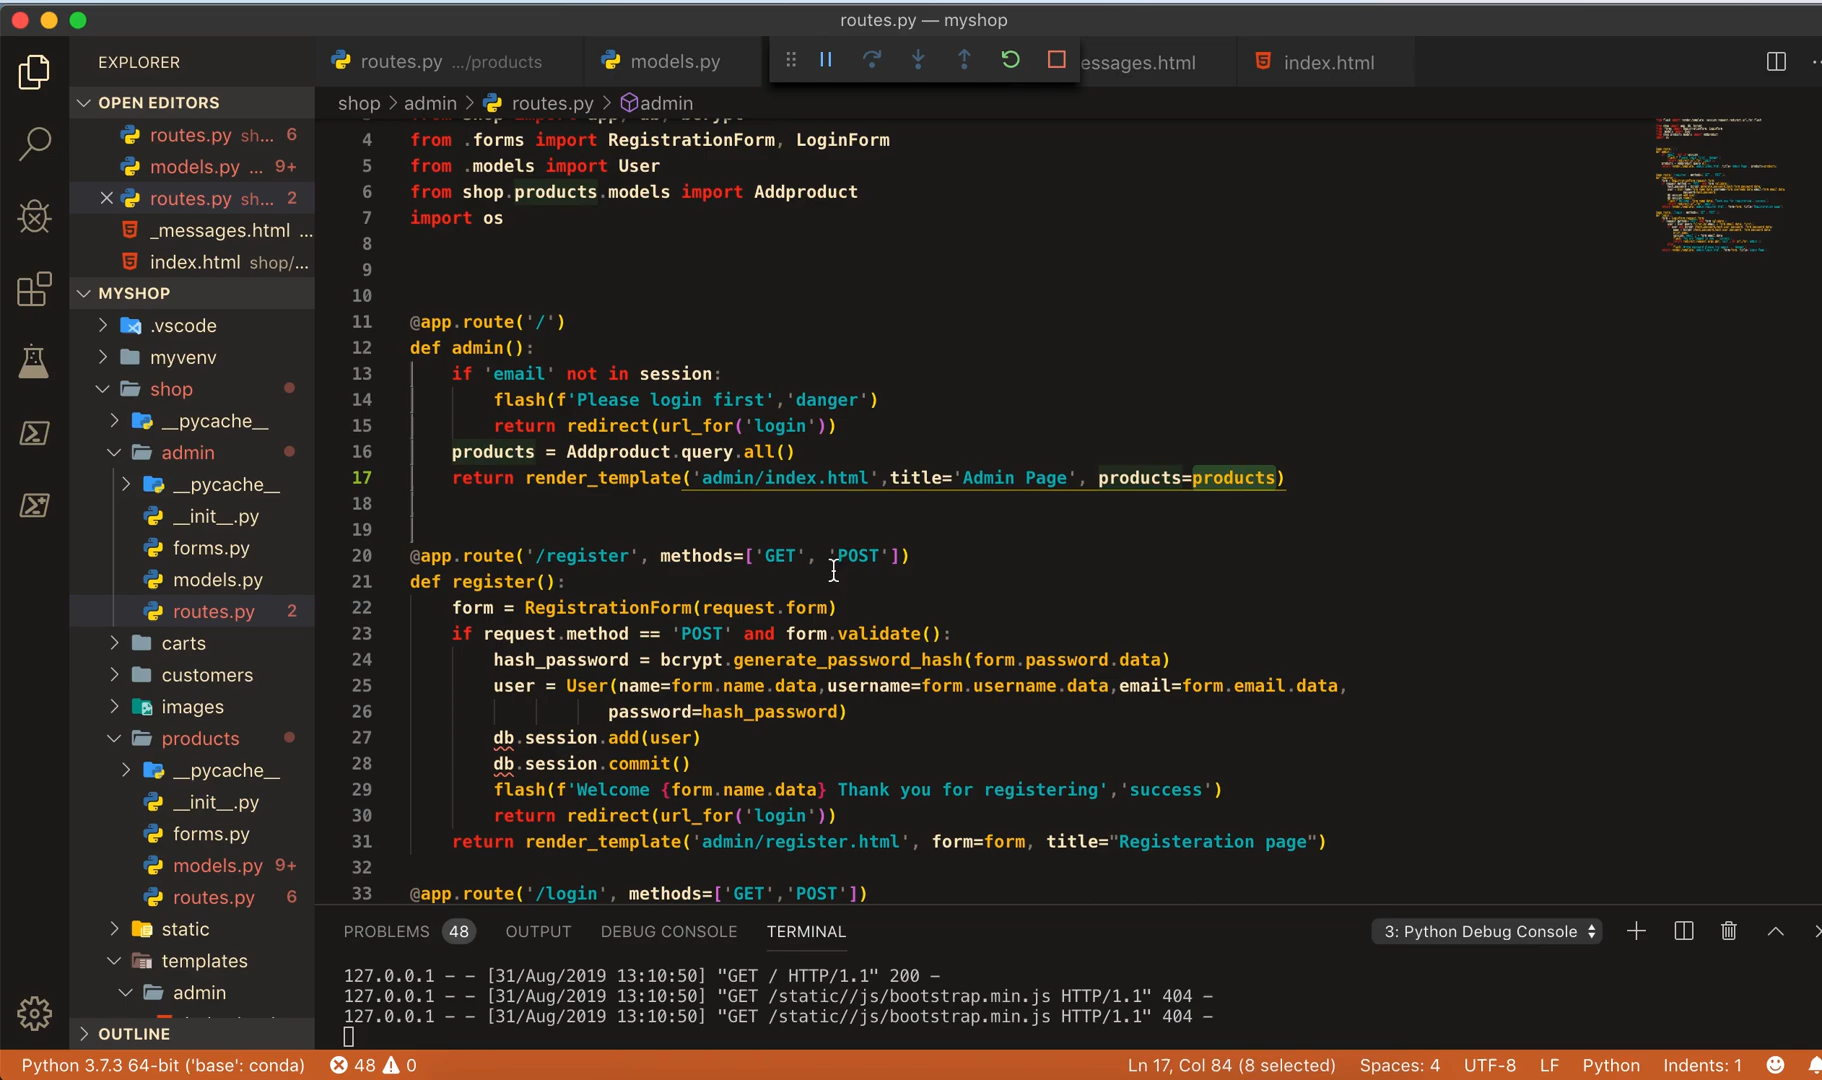 routes.py — myshop
EXPLORER
routes.py .../products
models.py
essages.html
index.html
OPEN EDITORS
routes.py sh... 6
models.py ... 9+
routes.py sh... 2
_messages.html ...
index.html shop/...
MYSHOP
.vscode
myvenv
shop
__pycache__
admin
__pycache__
__init__.py
forms.py
models.py
routes.py 2
carts
customers
images
products
__pycache__
__init__.py
forms.py
models.py 9+
routes.py 6
static
templates
admin
OUTLINE
shop > admin > routes.py > admin
4 from .forms import RegistrationForm, LoginForm
5 from .models import User
6 from shop.products.models import Addproduct
7 import os
8
9
10
11 @app.route('/')
12 def admin():
13 if 'email' not in session:
14 flash(f'Please login first','danger')
15 return redirect(url_for('login'))
16 products = Addproduct.query.all()
17 return render_template('admin/index.html',title='Admin Page', products=products)
18
19
20 @app.route('/register', methods=['GET', 'POST'])
21 def register():
22 form = RegistrationForm(request.form)
23 if request.method == 'POST' and form.validate():
24 hash_password = bcrypt.generate_password_hash(form.password.data)
25 user = User(name=form.name.data,username=form.username.data,email=form.email.data,
26 password=hash_password)
27 db.session.add(user)
28 db.session.commit()
29 flash(f'Welcome {form.name.data} Thank you for registering','success')
30 return redirect(url_for('login'))
31 return render_template('admin/register.html', form=form, title="Registeration page")
32
33 @app.route('/login', methods=['GET','POST'])
PROBLEMS 48 OUTPUT DEBUG CONSOLE TERMINAL 3: Python Debug Console
127.0.0.1 - - [31/Aug/2019 13:10:50] "GET / HTTP/1.1" 200 -
127.0.0.1 - - [31/Aug/2019 13:10:50] "GET /static//js/bootstrap.min.js HTTP/1.1" 404 -
127.0.0.1 - - [31/Aug/2019 13:10:50] "GET /static//js/bootstrap.min.js HTTP/1.1" 404 -
Python 3.7.3 64-bit ('base': conda) 48 0 Ln 17, Col 84 (8 selected) Spaces: 4 UTF-8 LF Python Indents: 1